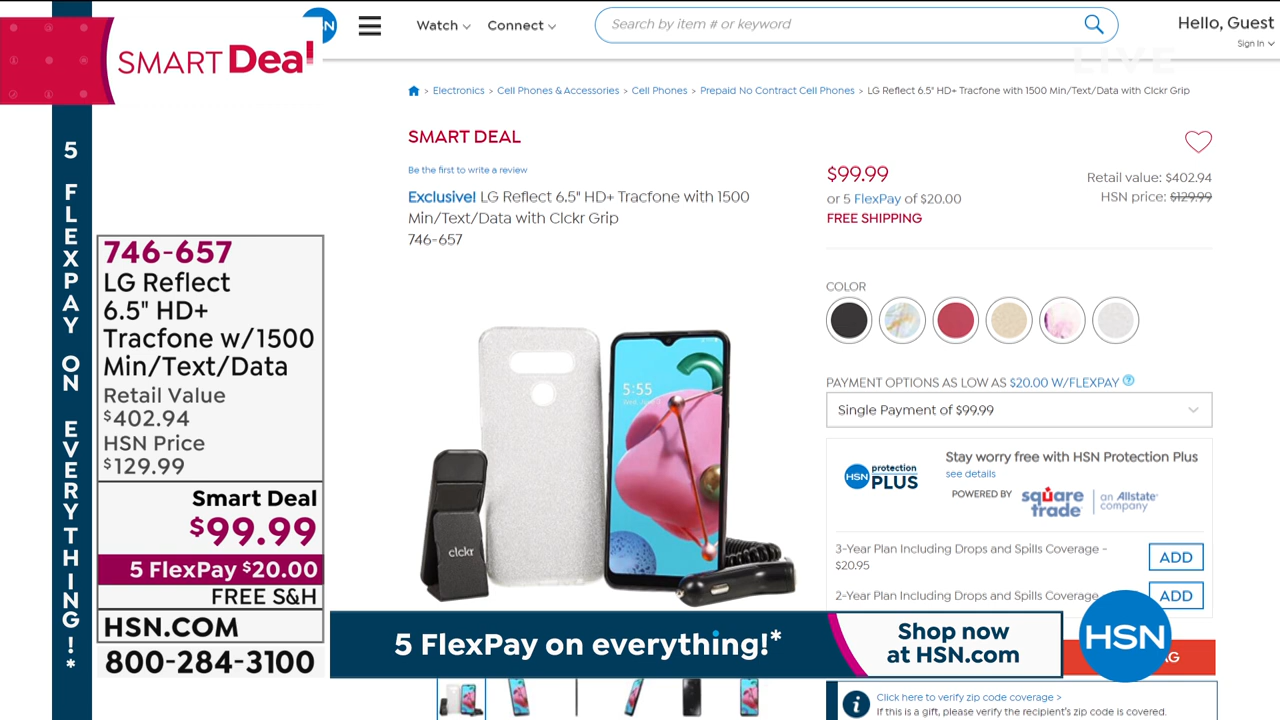 SMART Deal
5 FLEXPAY ON EVERYTHING!*
746-657
LG Reflect
6.5" HD+
Tracfone w/1500
Min/Text/Data
Retail Value
$402.94
HSN Price
$129.99
Smart Deal
$99.99
5 FlexPay $20.00
FREE S&H
HSN.COM
800-284-3100
Watch
Connect
Search by item # or keyword
Hello, Guest
Sign In
LIVE
> Electronics > Cell Phones & Accessories > Cell Phones > Prepaid No Contract Cell Phones > LG Reflect 6.5" HD+ Tracfone with 1500 Min/Text/Data with Clckr Grip
SMART DEAL
Be the first to write a review
Exclusive! LG Reflect 6.5" HD+ Tracfone with 1500
Min/Text/Data with Clckr Grip
746-657
5:55
clckr
$99.99
Retail value: $402.94
or 5 FlexPay of $20.00
HSN price: $129.99
FREE SHIPPING
COLOR
PAYMENT OPTIONS AS LOW AS $20.00 W/FLEXPAY ?
Single Payment of $99.99
HSN protection PLUS
Stay worry free with HSN Protection Plus
see details
POWERED BY square trade | an Allstate company
3-Year Plan Including Drops and Spills Coverage -
$20.95
ADD
2-Year Plan Including Drops and Spills Coverage
ADD
5 FlexPay on everything!*
Shop now
at HSN.com
HSN
Click here to verify zip code coverage >
If this is a gift, please verify the recipient's zip code is covered.